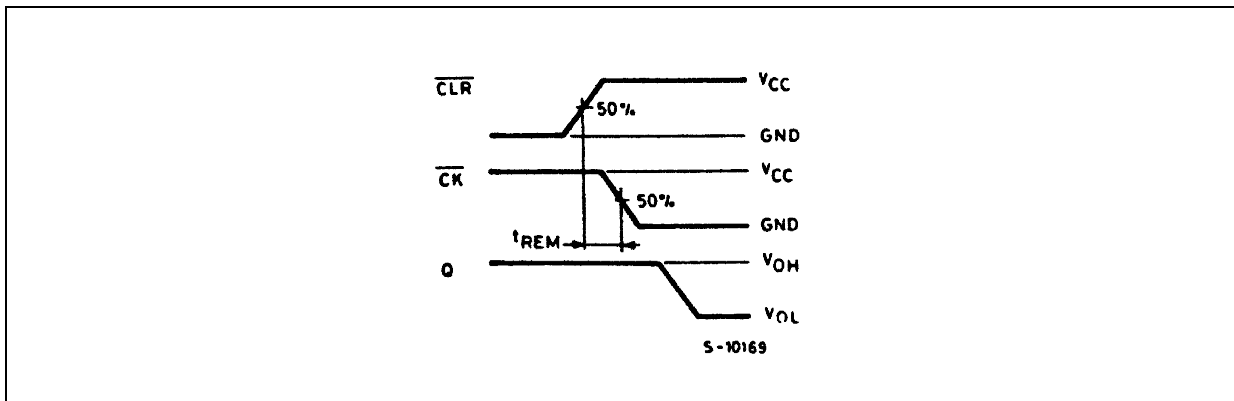 CLR
VCC
50%
GND
CK
VCC
50%
GND
tREM
Q
VOH
VOL
S-10169